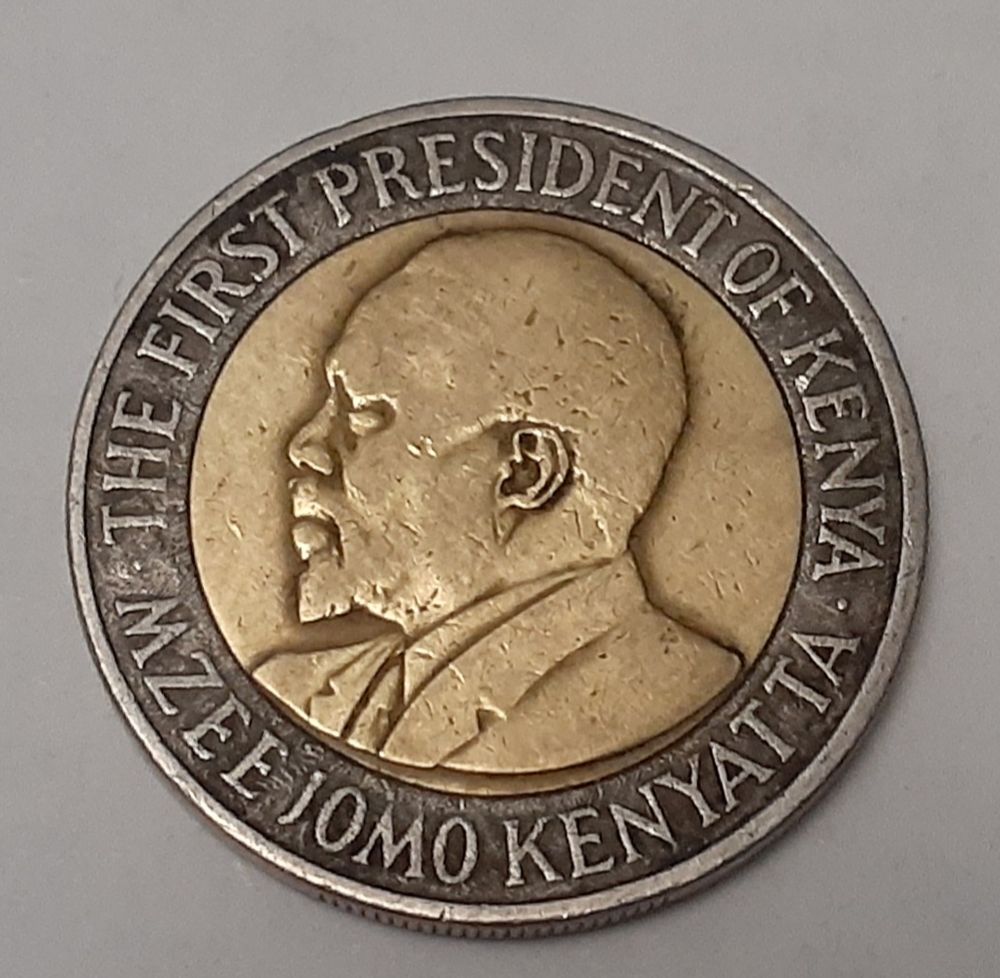 THE FIRST PRESIDENT OF KENYA
MZEE JOMO KENYATTA